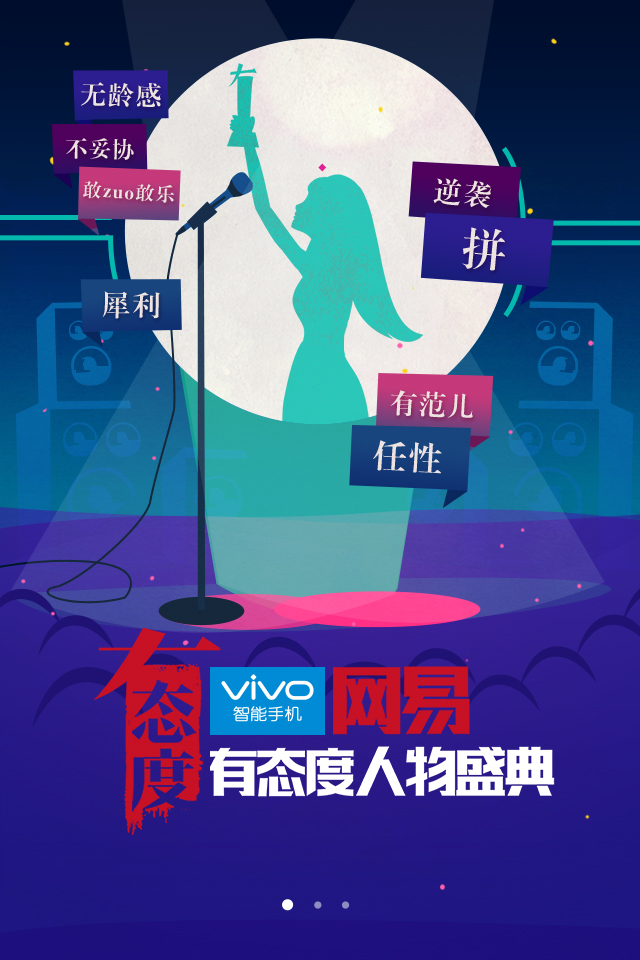 有
无龄感
不妥协
敢zuo敢乐
逆袭
拼
犀利
有范儿
任性
有态度
vivo
智能手机
网易
有态度人物盛典